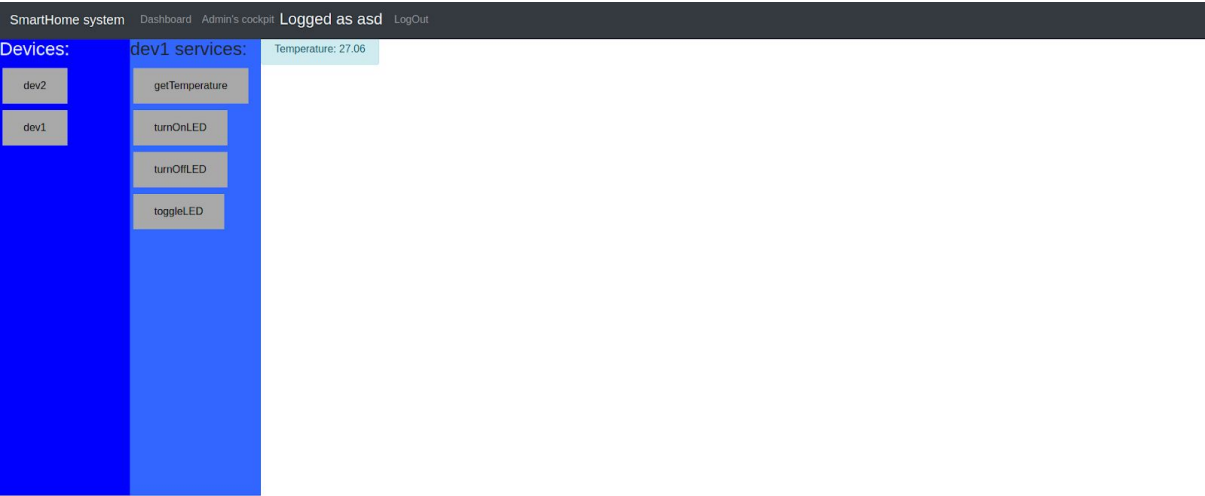 SmartHome system Dashboard Admin's cockpit Logged as asd LogOut
Devices:
dev2
dev1
dev1 services:
getTemperature
turnOnLED
turnOffLED
toggleLED
Temperature: 27.06